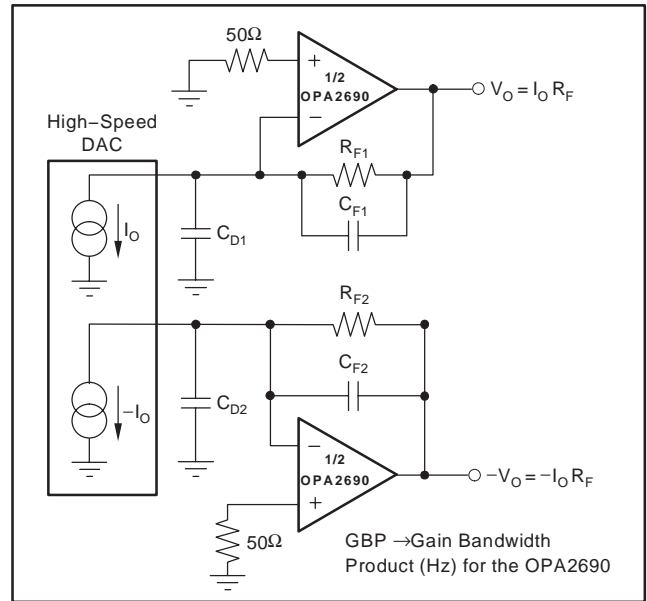 50Ω
+
1/2
OPA2690
−
V_O = I_O R_F
High−Speed
DAC
R_F1
C_F1
I_O
C_D1
R_F2
C_F2
−I_O
C_D2
−
1/2
OPA2690
+
−V_O = −I_O R_F
50Ω
GBP →Gain Bandwidth
Product (Hz) for the OPA2690